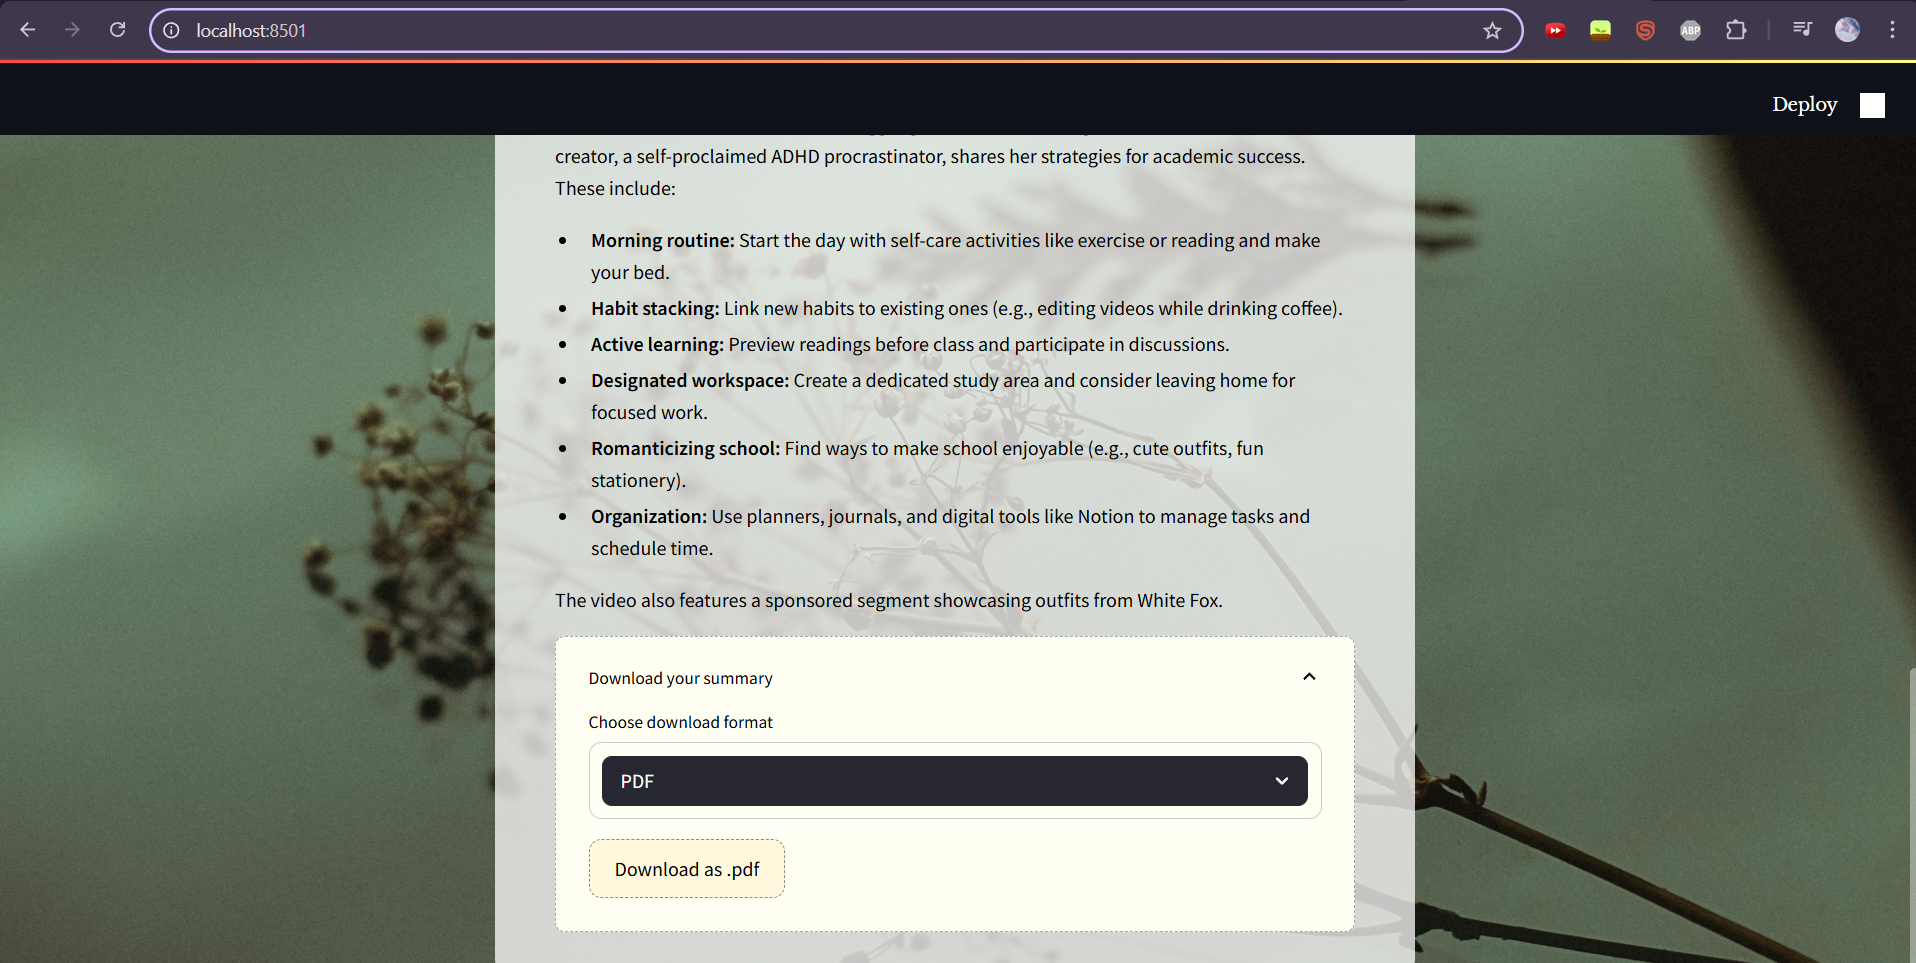 localhost:8501
ABP
Deploy
creator, a self-proclaimed ADHD procrastinator, shares her strategies for academic success.
These include:
• Morning routine: Start the day with self-care activities like exercise or reading and make
your bed.
• Habit stacking: Link new habits to existing ones (e.g., editing videos while drinking coffee).
• Active learning: Preview readings before class and participate in discussions.
• Designated workspace: Create a dedicated study area and consider leaving home for
focused work.
• Romanticizing school: Find ways to make school enjoyable (e.g., cute outfits, fun
stationery).
• Organization: Use planners, journals, and digital tools like Notion to manage tasks and
schedule time.
The video also features a sponsored segment showcasing outfits from White Fox.
Download your summary
Choose download format
PDF
Download as .pdf